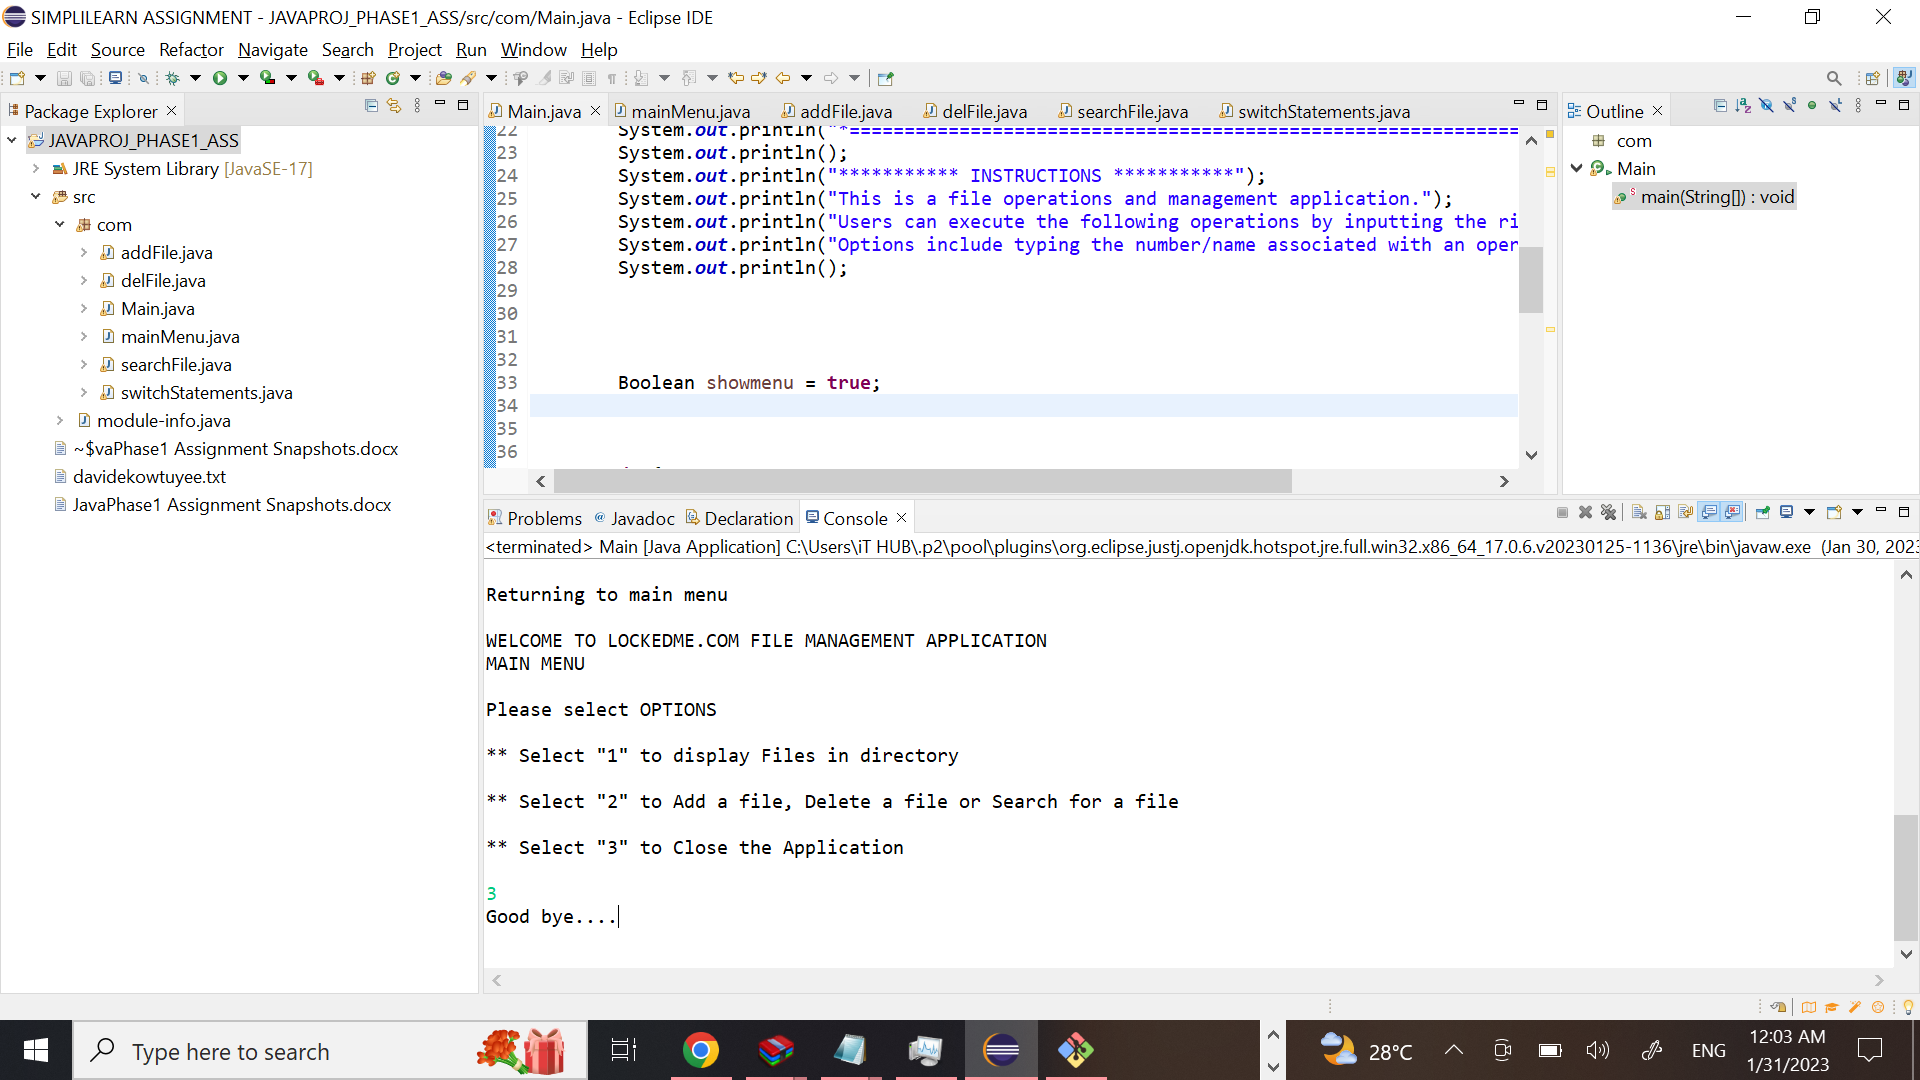 SIMPLILEARN ASSIGNMENT - JAVAPROJ_PHASE1_ASS/src/com/Main.java - Eclipse IDE
File Edit Source Refactor Navigate Search Project Run Window Help
Package Explorer
JAVAPROJ_PHASE1_ASS
JRE System Library [JavaSE-17]
src
com
addFile.java
delFile.java
Main.java
mainMenu.java
searchFile.java
switchStatements.java
module-info.java
~$vaPhase1 Assignment Snapshots.docx
davidekowtuyee.txt
JavaPhase1 Assignment Snapshots.docx
Main.java mainMenu.java addFile.java delFile.java searchFile.java switchStatements.java
22 System.out.println("*==============================================================
23 System.out.println();
24 System.out.println("*********** INSTRUCTIONS ***********");
25 System.out.println("This is a file operations and management application.");
26 System.out.println("Users can execute the following operations by inputting the ri
27 System.out.println("Options include typing the number/name associated with an oper
28 System.out.println();
29
30
31
32
33 Boolean showmenu = true;
34
35
36
Outline
com
Main
main(String[]) : void
Problems Javadoc Declaration Console
<terminated> Main [Java Application] C:\Users\iT HUB\.p2\pool\plugins\org.eclipse.justj.openjdk.hotspot.jre.full.win32.x86_64_17.0.6.v20230125-1136\jre\bin\javaw.exe (Jan 30, 2023
Returning to main menu
WELCOME TO LOCKEDME.COM FILE MANAGEMENT APPLICATION
MAIN MENU
Please select OPTIONS
** Select "1" to display Files in directory
** Select "2" to Add a file, Delete a file or Search for a file
** Select "3" to Close the Application
3
Good bye....
Type here to search
28°C
ENG
12:03 AM
1/31/2023